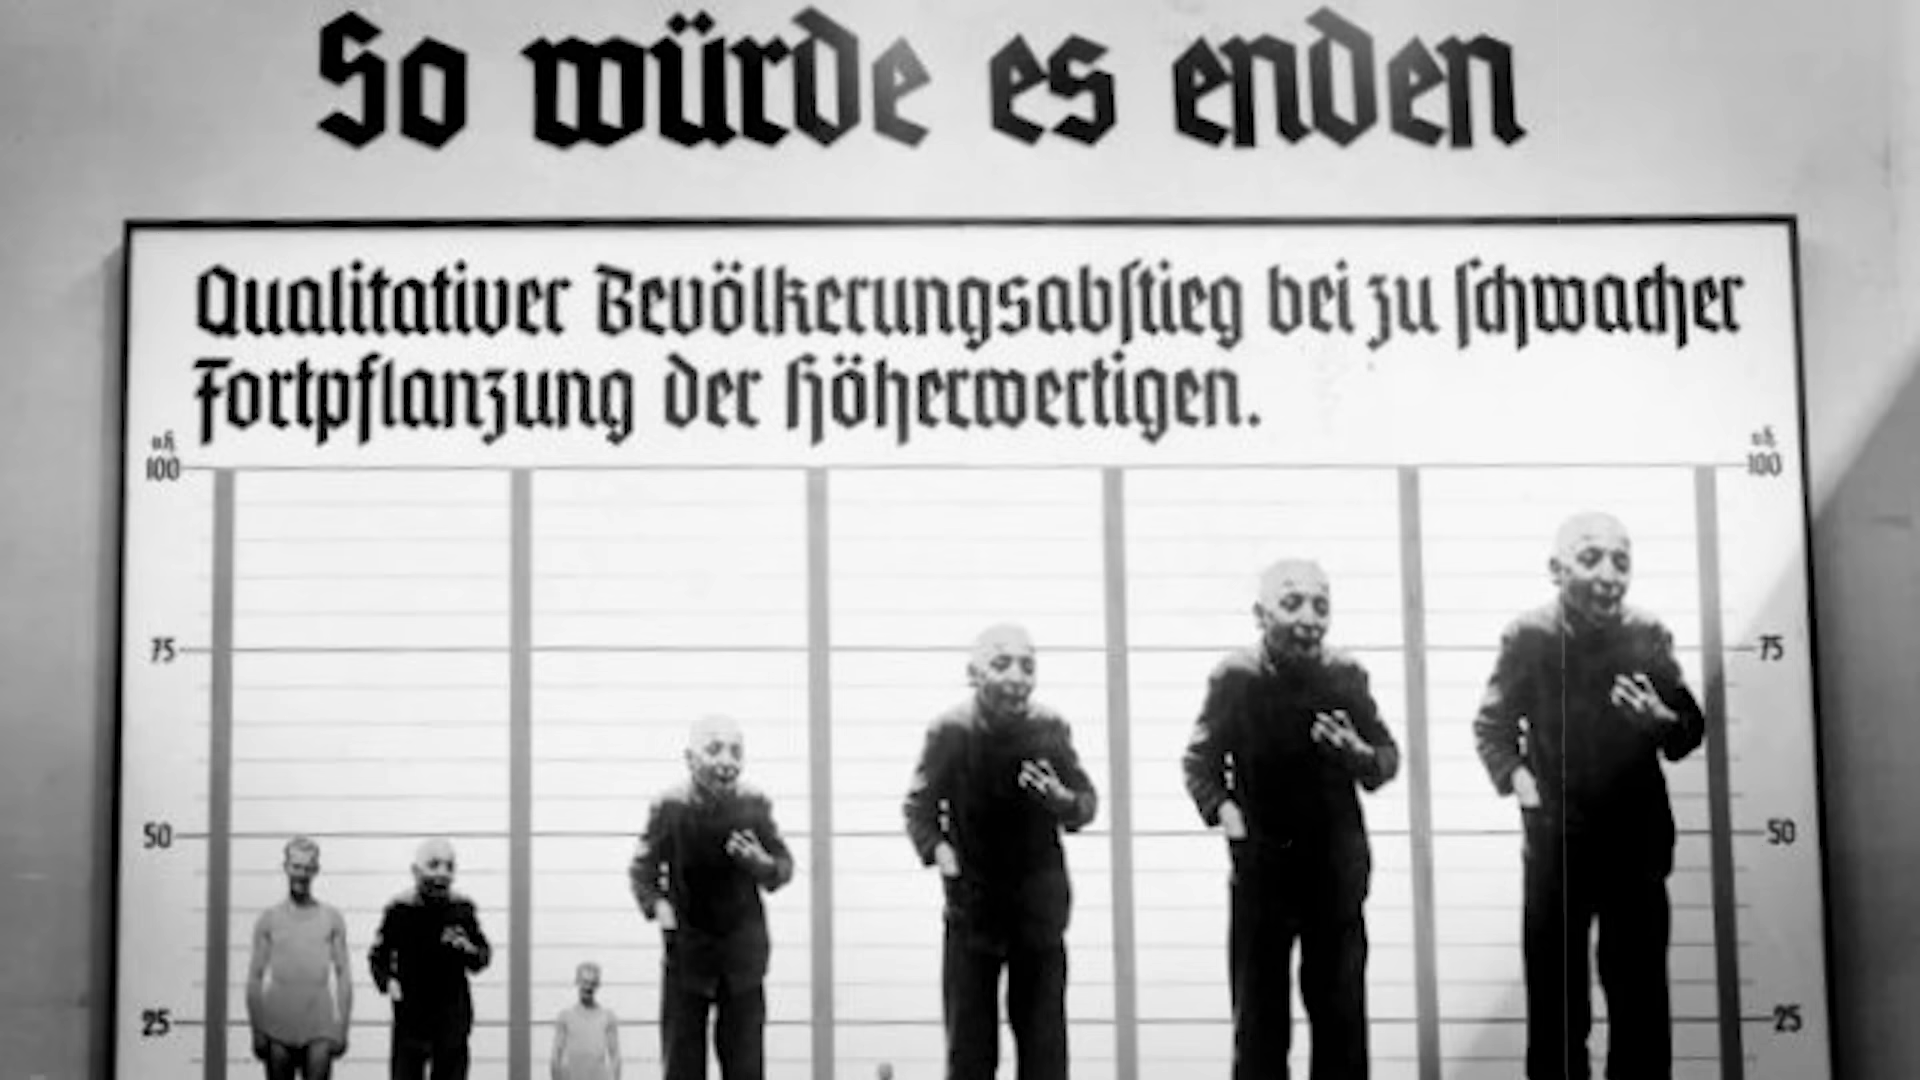 So würde es enden
Qualitativer Bevölkerungsabstieg bei zu schwacher
Fortpflanzung der Höherwertigen.
v.H. v.H.
100 100
75 75
50 50
25 25